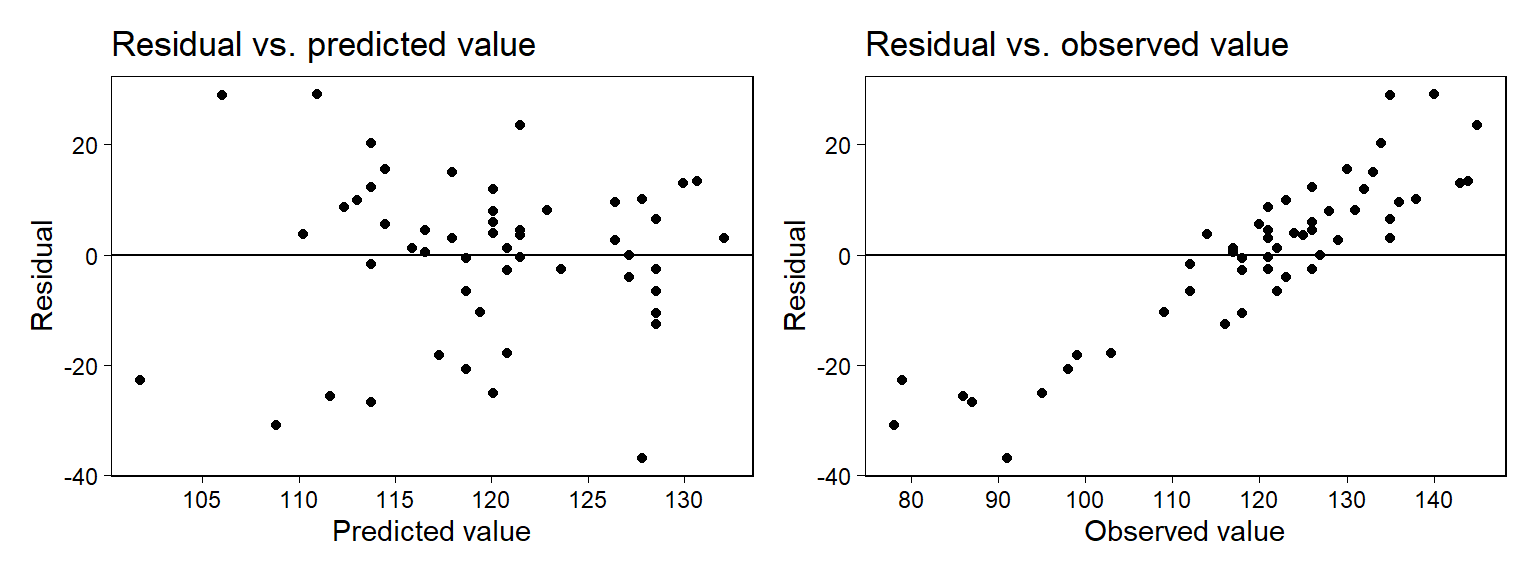 Residual vs. predicted value
Residual
20
0
-20
-40
105 110 115 120 125 130
Predicted value
Residual vs. observed value
Residual
20
0
-20
-40
80 90 100 110 120 130 140
Observed value